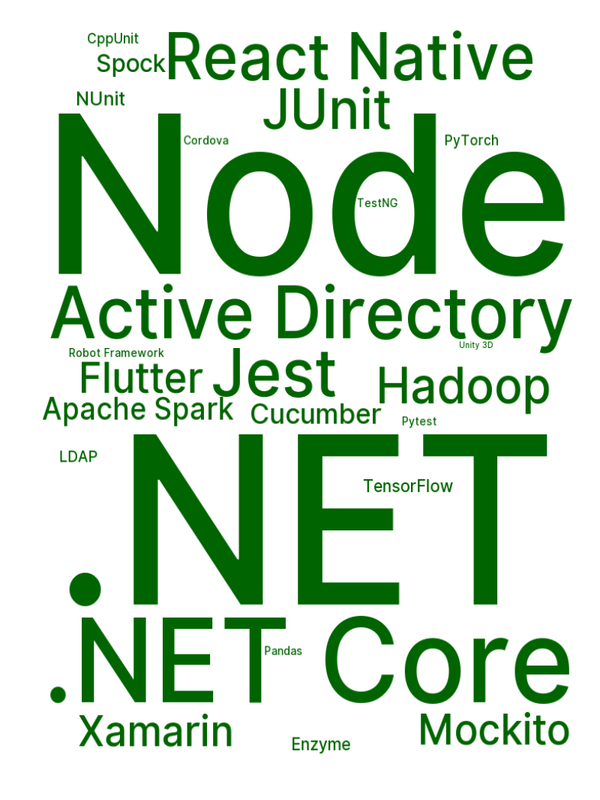 CppUnit
Spock
React Native
NUnit
JUnit
Cordova
PyTorch
Node
TestNG
Active Directory
Unity 3D
Robot Framework
Flutter
Jest
Hadoop
Apache Spark
Cucumber
Pytest
LDAP
.NET
TensorFlow
.NET Core
Pandas
Xamarin
Enzyme
Mockito